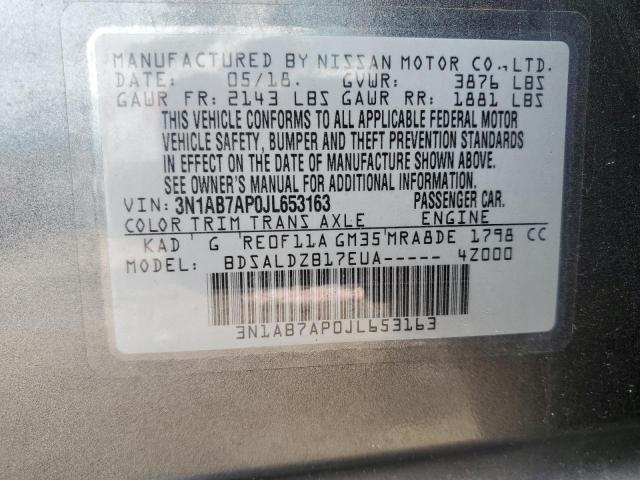 MANUFACTURED BY NISSAN MOTOR CO., LTD.
DATE: 05/18. GVWR: 3876 LBS
GAWR FR: 2143 LBS GAWR RR: 1881 LBS
THIS VEHICLE CONFORMS TO ALL APPLICABLE FEDERAL MOTOR
VEHICLE SAFETY, BUMPER AND THEFT PREVENTION STANDARDS
IN EFFECT ON THE DATE OF MANUFACTURE SHOWN ABOVE.
SEE OWNER'S MANUAL FOR ADDITIONAL INFORMATION.
VIN: 3N1AB7AP0JL653163 PASSENGER CAR.
COLOR TRIM TRANS AXLE ENGINE
KAD G RE0F11A GM35 MRA8DE 1798 CC
MODEL: BDSALDZB17EUA----- 4Z000
3N1AB7AP0JL653163